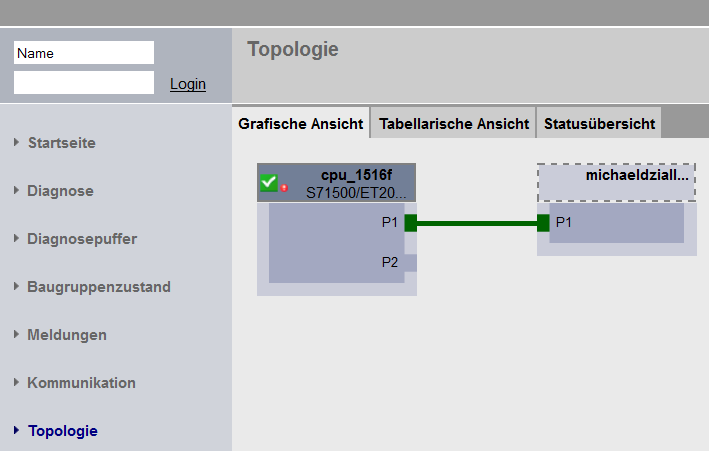 Topologie
Name
Login
Grafische Ansicht
Tabellarische Ansicht
Statusübersicht
Startseite
Diagnose
Diagnosepuffer
Baugruppenzustand
Meldungen
Kommunikation
Topologie
cpu_1516f
S71500/ET20...
P1
P2
michaeldziall...
P1